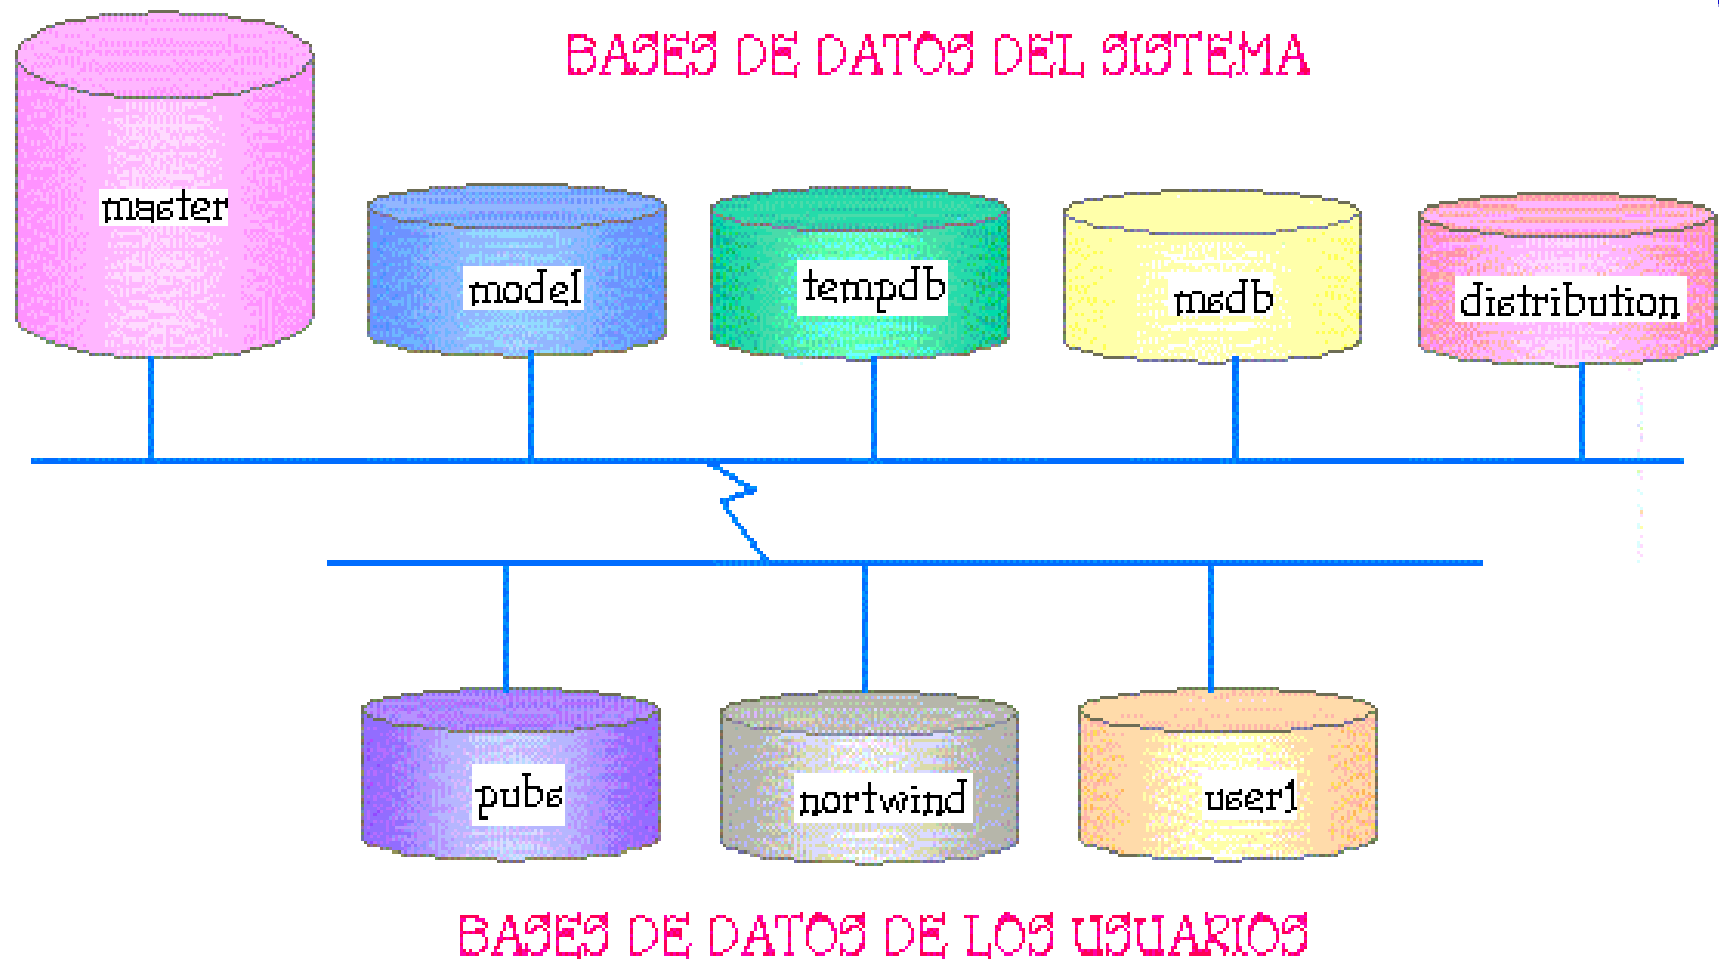 BASES DE DATOS DEL SISTEMA
master
model
tempdb
msdb
distribution
pubs
nortwind
user1
BASES DE DATOS DE LOS USUARIOS